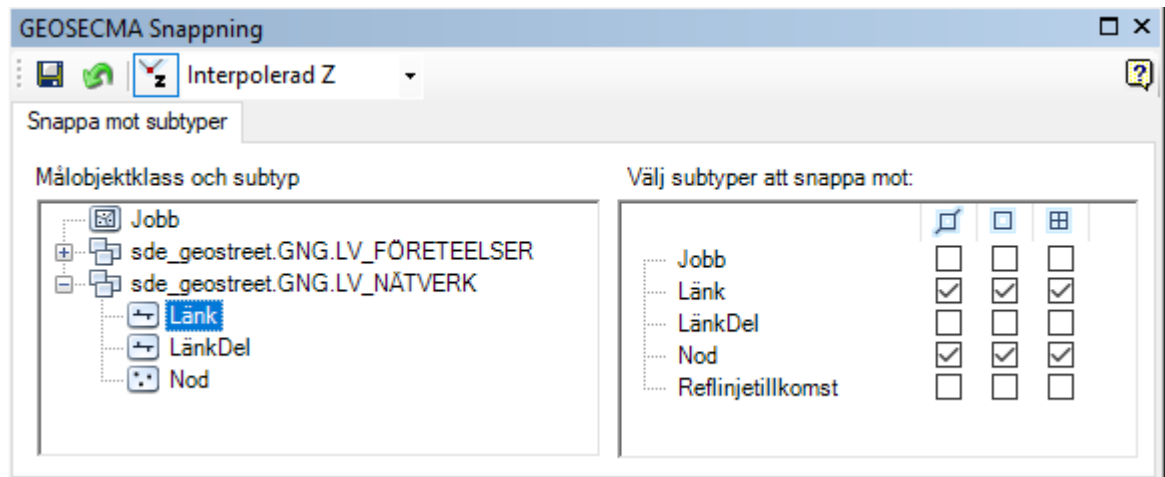 GEOSECMA Snappning
Interpolerad Z
Snappa mot subtyper
Målobjektklass och subtyp
Jobb
sde_geostreet.GNG.LV_FÖRETEELSER
sde_geostreet.GNG.LV_NÄTVERK
Länk
LänkDel
Nod
Välj subtyper att snappa mot:
Jobb
Länk
LänkDel
Nod
Reflinjetillkomst